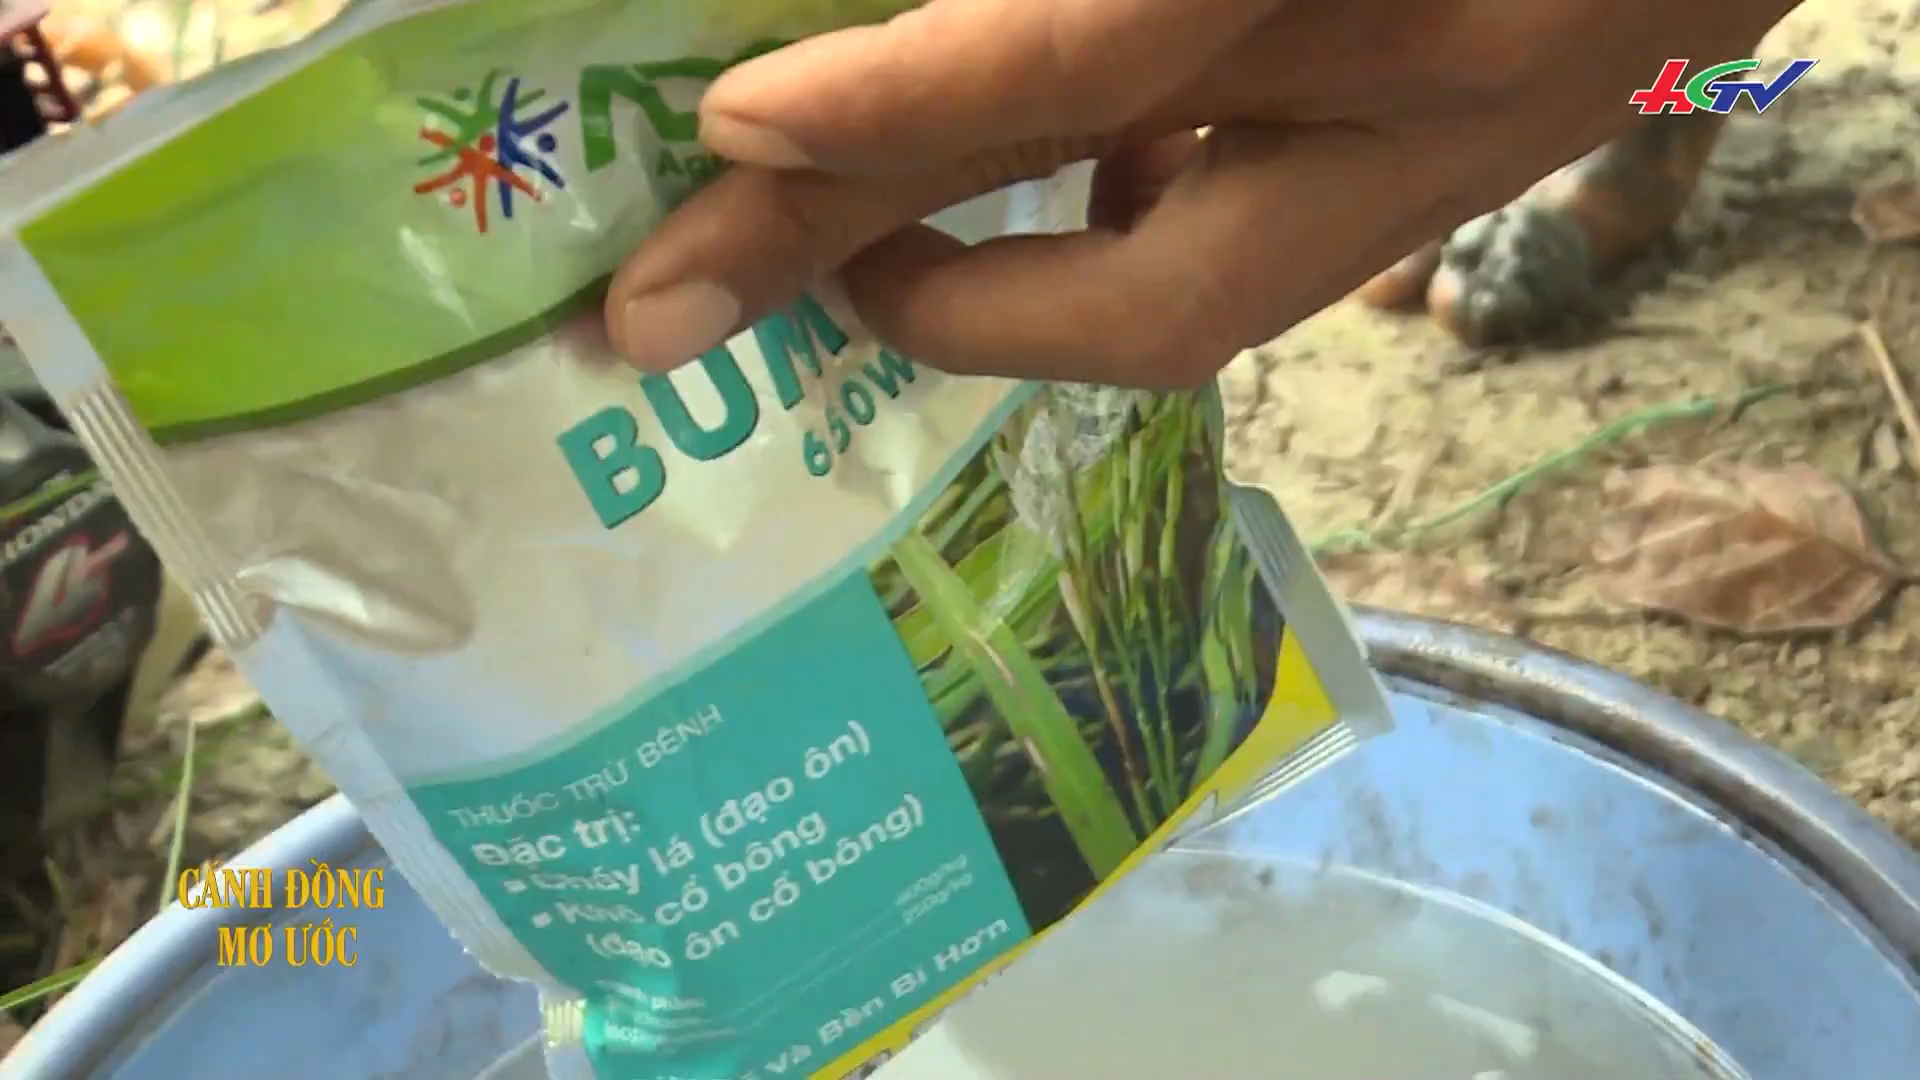 HGTV
BUM
650W
THUỐC TRỪ BỆNH
Đặc trị:
▪ Cháy lá (đạo ôn)
▪ Khô cổ bông
(đạo ôn cổ bông)
và Bền Bỉ Hơn
CÁNH ĐỒNG
MƠ ƯỚC